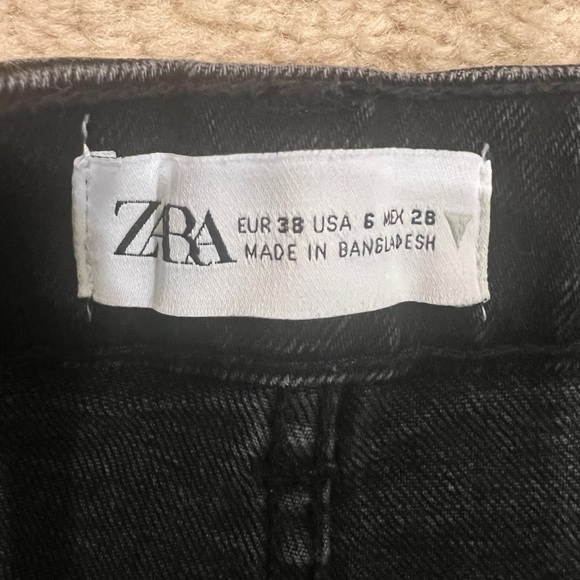 ZARA
EUR 38 USA 6 MEX 28
MADE IN BANGLADESH